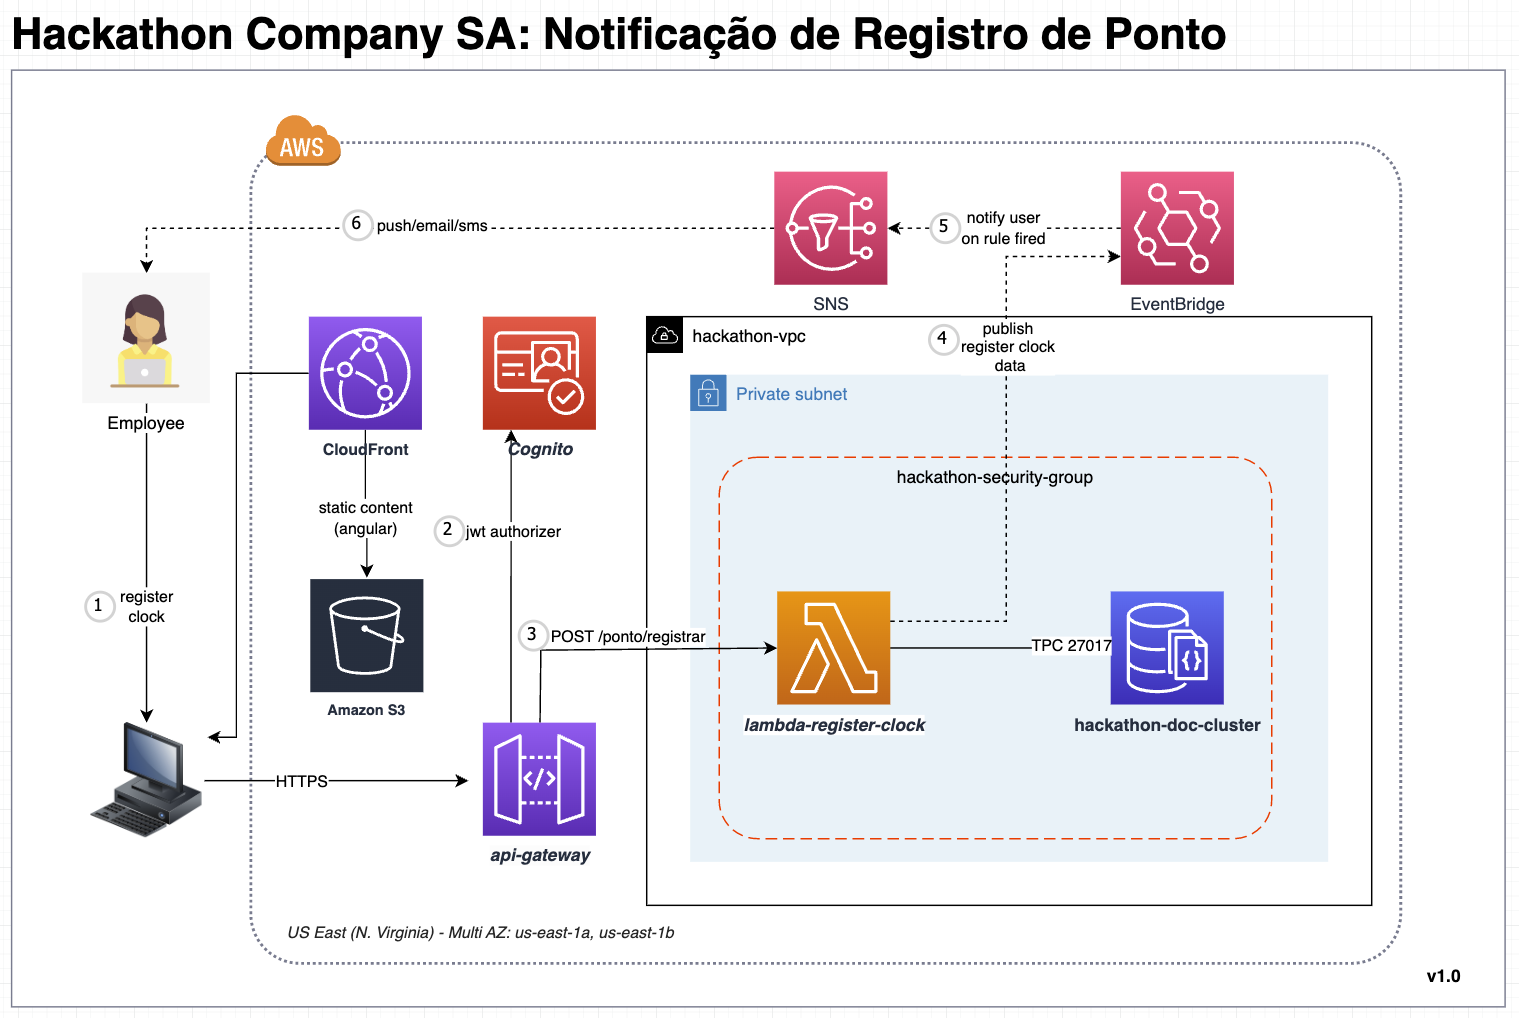 Hackathon Company SA: Notificação de Registro de Ponto
AWS
6
push/email/sms
5
notify user
on rule fired
SNS
EventBridge
hackathon-vpc
4
publish
register clock
data
Private subnet
Employee
CloudFront
Cognito
hackathon-security-group
static content
(angular)
2
jwt authorizer
1
register
clock
3
POST /ponto/registrar
TPC 27017
Amazon S3
lambda-register-clock
hackathon-doc-cluster
HTTPS
api-gateway
US East (N. Virginia) - Multi AZ: us-east-1a, us-east-1b
v1.0